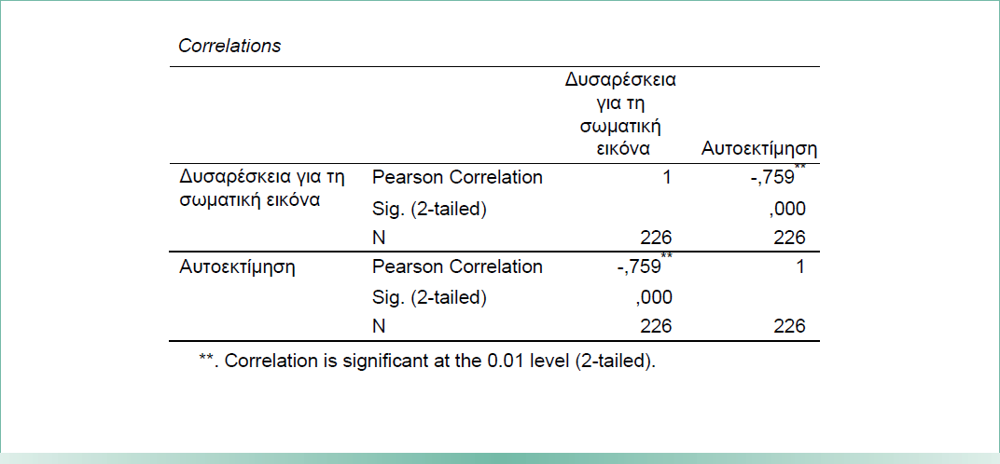 Correlations
Δυσαρέσκεια
για τη
σωματική
εικόνα Αυτοεκτίμηση
Δυσαρέσκεια για τη Pearson Correlation 1 -,759**
σωματική εικόνα
Sig. (2-tailed) ,000
N 226 226
Αυτοεκτίμηση Pearson Correlation -,759** 1
Sig. (2-tailed) ,000
N 226 226
**. Correlation is significant at the 0.01 level (2-tailed).